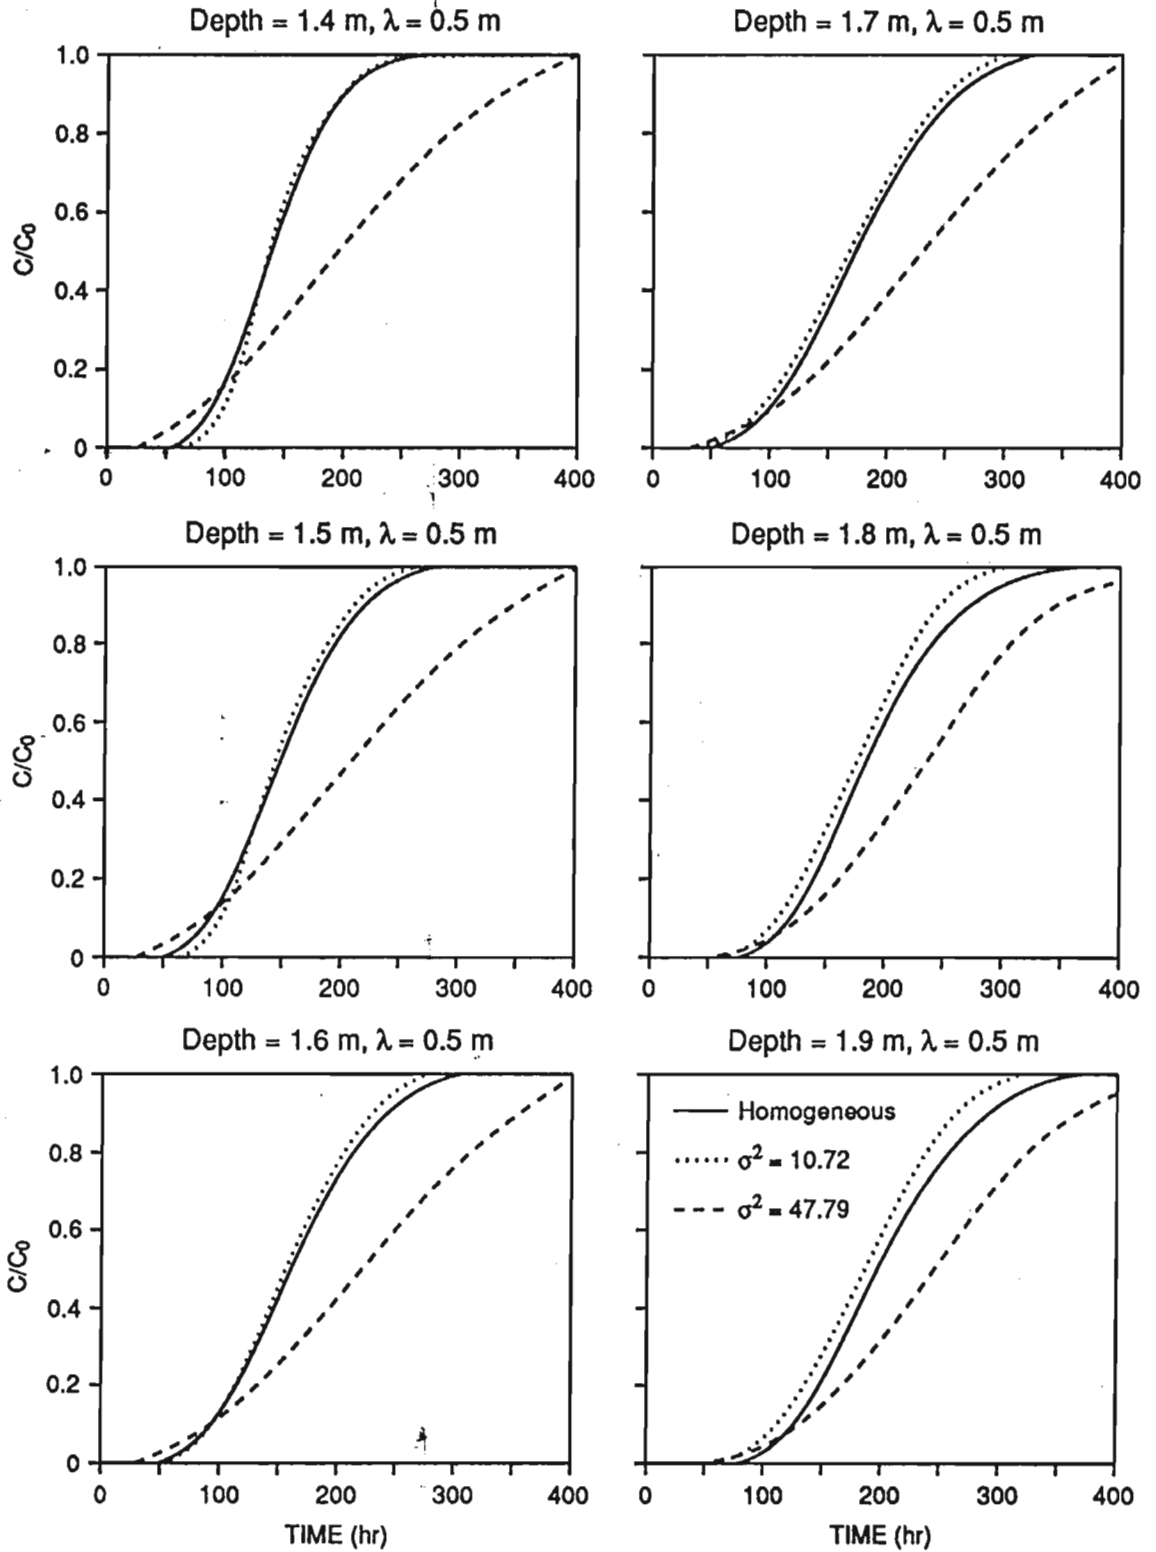 Depth = 1.4 m, λ = 0.5 m
1.0
0.8
0.6
0.4
0.2
0
C/C₀
0 100 200 300 400
Depth = 1.7 m, λ = 0.5 m
0 100 200 300 400
Depth = 1.5 m, λ = 0.5 m
1.0
0.8
0.6
0.4
0.2
0
C/C₀
0 100 200 300 400
Depth = 1.8 m, λ = 0.5 m
0 100 200 300 400
Depth = 1.6 m, λ = 0.5 m
1.0
0.8
0.6
0.4
0.2
0
C/C₀
0 100 200 300 400
TIME (hr)
Depth = 1.9 m, λ = 0.5 m
Homogeneous
σ² = 10.72
σ² = 47.79
0 100 200 300 400
TIME (hr)